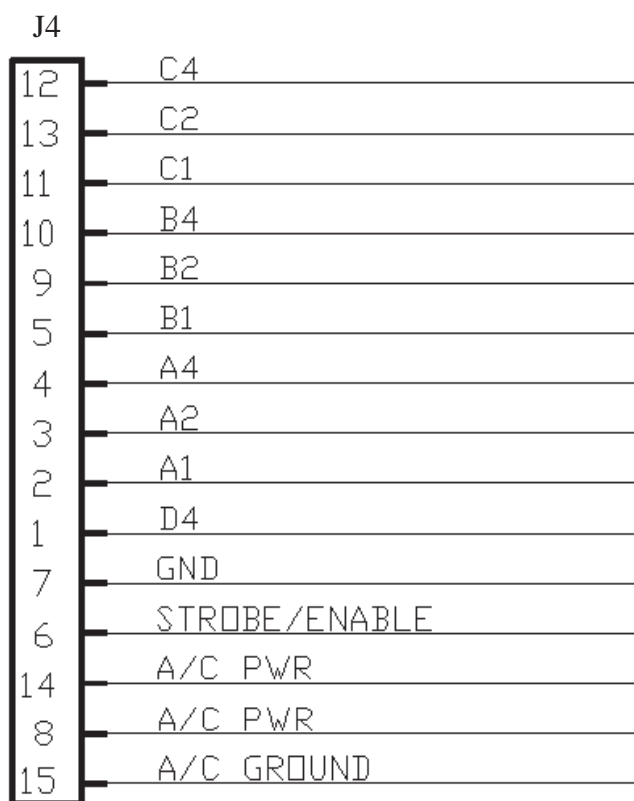 J4
12 C4
13 C2
11 C1
10 B4
9 B2
5 B1
4 A4
3 A2
2 A1
1 D4
7 GND
6 STROBE/ENABLE
14 A/C PWR
8 A/C PWR
15 A/C GROUND